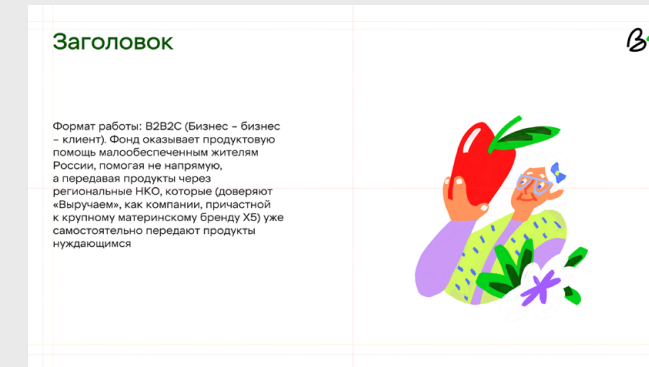 Заголовок
Формат работы: B2B2C (Бизнес – бизнес
– клиент). Фонд оказывает продуктовую
помощь малообеспеченным жителям
России, помогая не напрямую,
а передавая продукты через
региональные НКО, которые (доверяют
«Выручаем», как компании, причастной
к крупному материнскому бренду X5) уже
самостоятельно передают продукты
нуждающимся